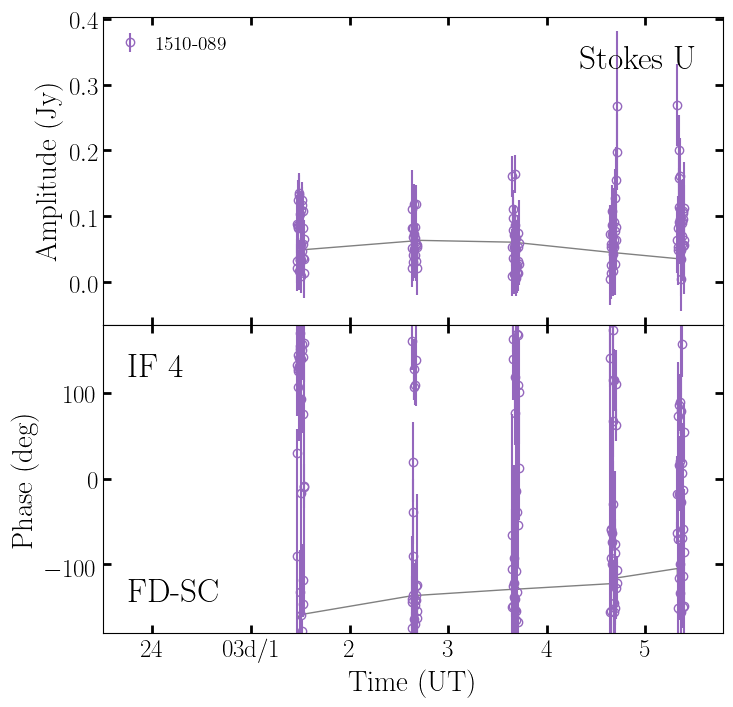 0.4
1510-089
Stokes U
0.3
0.2
0.1
0.0
Amplitude (Jy)
IF 4
100
0
−100
Phase (deg)
FD-SC
24 03d/1 2 3 4 5
Time (UT)